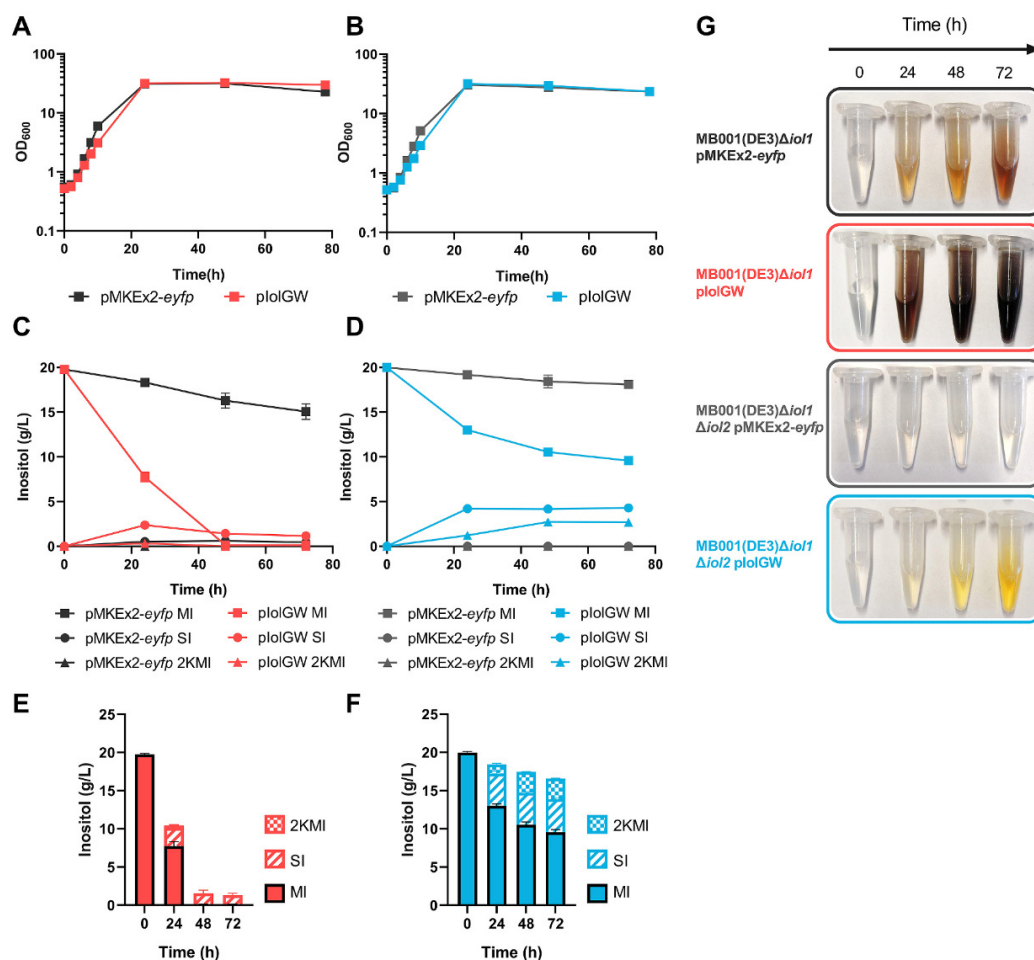 A
100
10
1
0.1
OD600
0 20 40 60 80
Time(h)
pMKEx2-eyfp pIolGW
B
100
10
1
0.1
OD600
0 20 40 60 80
Time(h)
pMKEx2-eyfp pIolGW
C
20
15
10
5
0
Inositol (g/L)
0 20 40 60 80
Time (h)
pMKEx2-eyfp MI pIolGW MI
pMKEx2-eyfp SI pIolGW SI
pMKEx2-eyfp 2KMI pIolGW 2KMI
D
20
15
10
5
0
Inositol (g/L)
0 20 40 60 80
Time (h)
pMKEx2-eyfp MI pIolGW MI
pMKEx2-eyfp SI pIolGW SI
pMKEx2-eyfp 2KMI pIolGW 2KMI
E
25
20
15
10
5
0
Inositol (g/L)
0 24 48 72
Time (h)
2KMI
SI
MI
F
25
20
15
10
5
0
Inositol (g/L)
0 24 48 72
Time (h)
2KMI
SI
MI
G
Time (h)
0 24 48 72
MB001(DE3)Δiol1
pMKEx2-eyfp
MB001(DE3)Δiol1
pIolGW
MB001(DE3)Δiol1
Δiol2 pMKEx2-eyfp
MB001(DE3)Δiol1
Δiol2 pIolGW